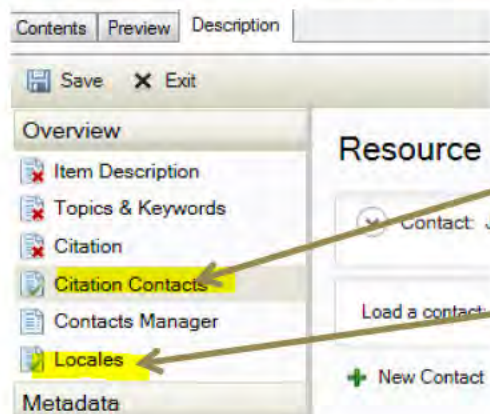 Contents Preview Description
Save Exit
Overview
Item Description
Topics & Keywords
Citation
Citation Contacts
Contacts Manager
Locales
Metadata
Resource
Contact: J
Load a contact:
New Contact